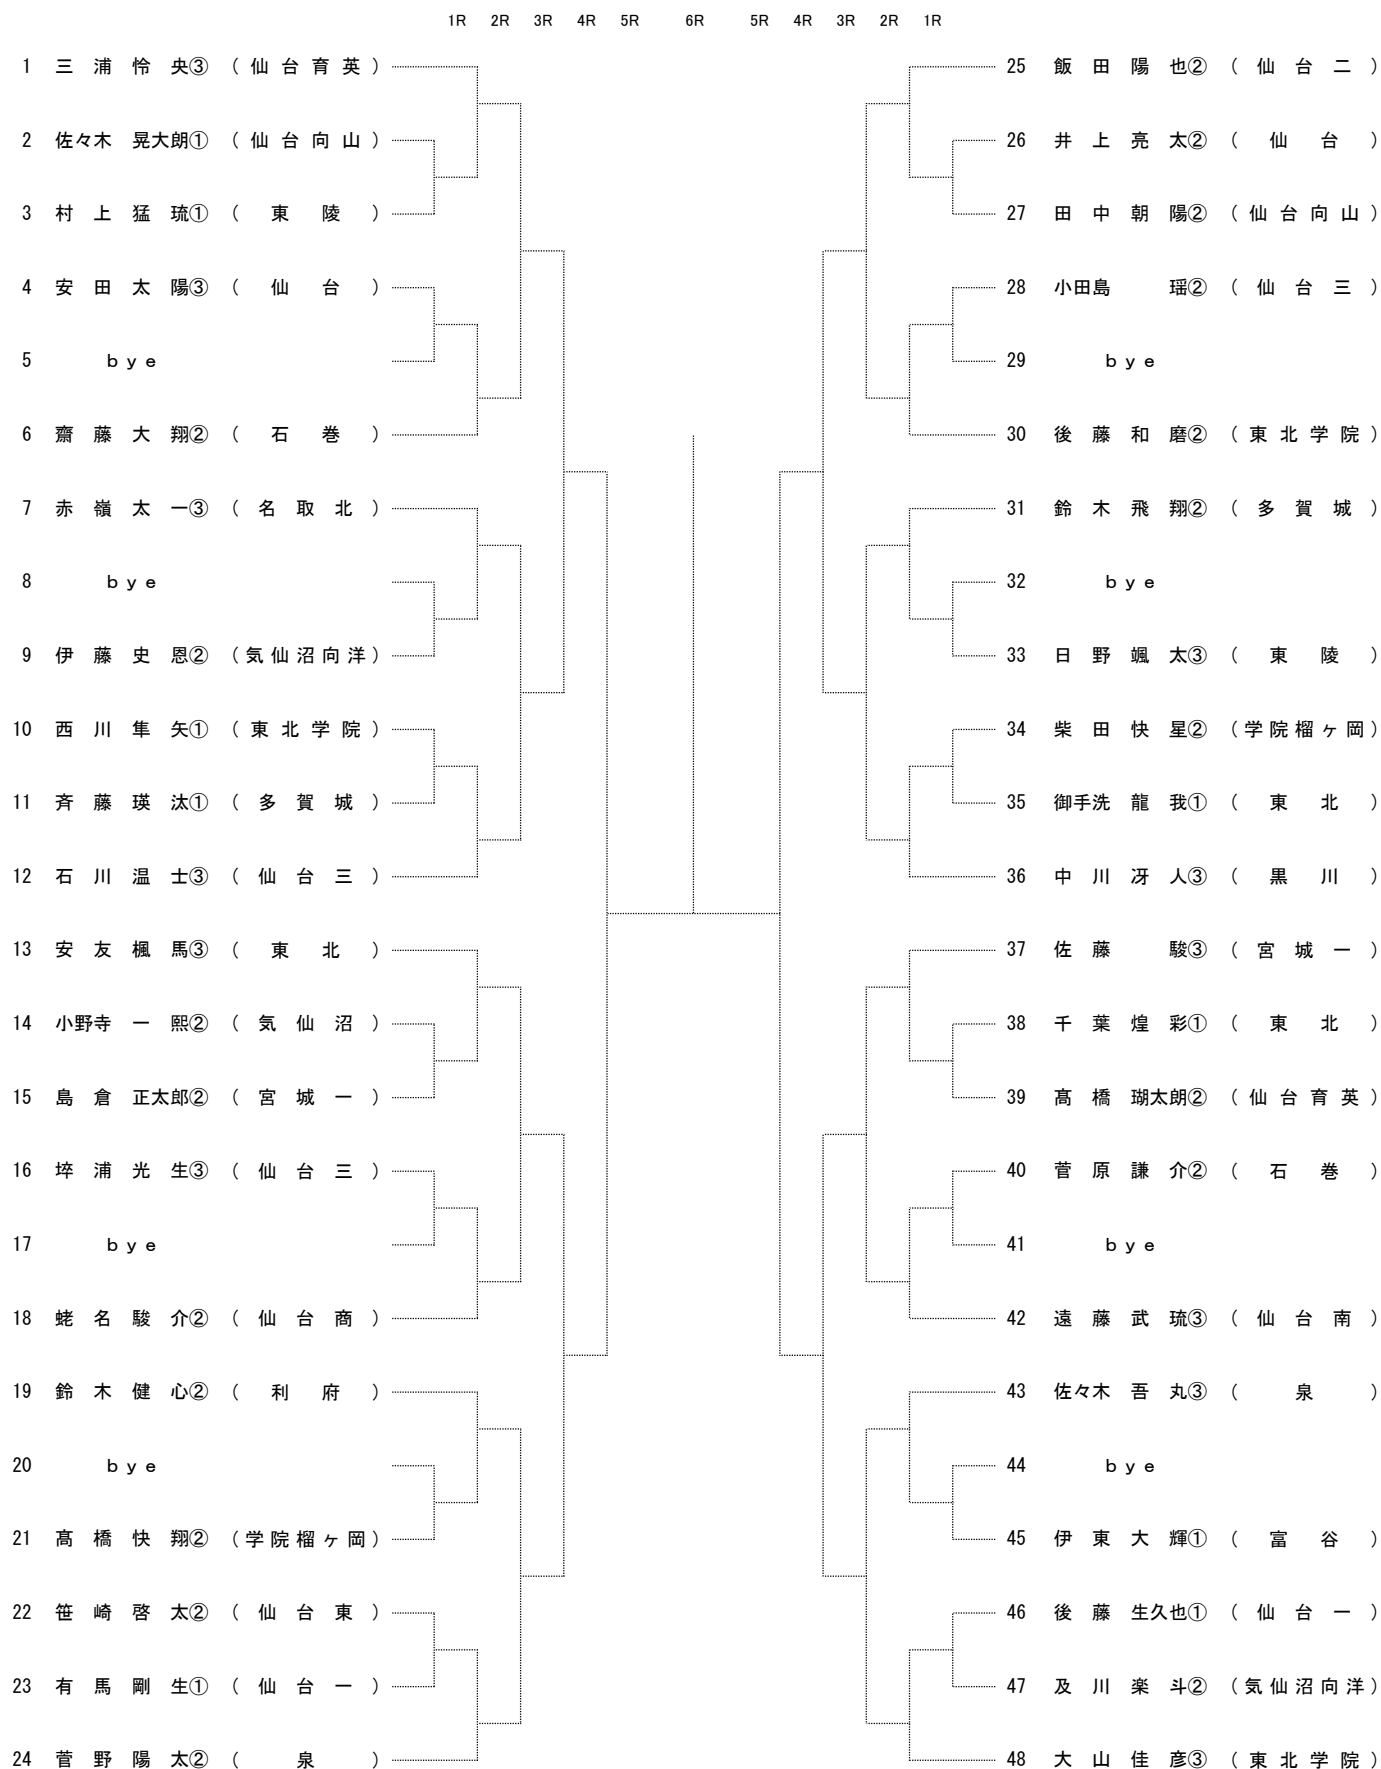 1R 2R 3R 4R 5R 6R 5R 4R 3R 2R 1R
1 三浦怜央③ (仙台育英)
2 佐々木晃大朗① (仙台向山)
3 村上猛琉① (東陵)
4 安田太陽③ (仙台)
5 bye
6 齋藤大翔② (石巻)
7 赤嶺太一③ (名取北)
8 bye
9 伊藤史恩② (気仙沼向洋)
10 西川隼矢① (東北学院)
11 斉藤瑛汰① (多賀城)
12 石川温士③ (仙台三)
13 安友楓馬③ (東北)
14 小野寺一熙② (気仙沼)
15 島倉正太郎② (宮城一)
16 埣浦光生③ (仙台三)
17 bye
18 蛯名駿介② (仙台商)
19 鈴木健心② (利府)
20 bye
21 髙橋快翔② (学院榴ヶ岡)
22 笹崎啓太② (仙台東)
23 有馬剛生① (仙台一)
24 菅野陽太② (泉)
25 飯田陽也② (仙台二)
26 井上亮太② (仙台)
27 田中朝陽② (仙台向山)
28 小田島瑶② (仙台三)
29 bye
30 後藤和磨② (東北学院)
31 鈴木飛翔② (多賀城)
32 bye
33 日野颯太③ (東陵)
34 柴田快星② (学院榴ヶ岡)
35 御手洗龍我① (東北)
36 中川冴人③ (黒川)
37 佐藤駿③ (宮城一)
38 千葉煌彩① (東北)
39 髙橋瑚太朗② (仙台育英)
40 菅原謙介② (石巻)
41 bye
42 遠藤武琉③ (仙台南)
43 佐々木吾丸③ (泉)
44 bye
45 伊東大輝① (富谷)
46 後藤生久也① (仙台一)
47 及川楽斗② (気仙沼向洋)
48 大山佳彦③ (東北学院)